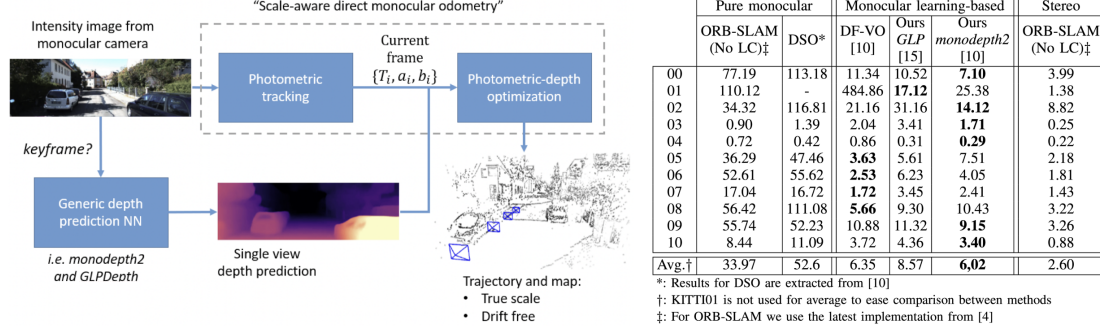 "Scale-aware direct monocular odometry"
Intensity image from
monocular camera
Photometric
tracking
Current
frame
{T_i, a_i, b_i}
Photometric-depth
optimization
keyframe?
Generic depth
prediction NN
i.e. monodepth2
and GLPDepth
Single view
depth prediction
Trajectory and map:
• True scale
• Drift free
Pure monocular Monocular learning-based Stereo
ORB-SLAM (No LC)‡ DSO* DF-VO [10] Ours GLP [15] Ours monodepth2 [10] ORB-SLAM (No LC)‡
00 77.19 113.18 11.34 10.52 7.10 3.99
01 110.12 - 484.86 17.12 25.38 1.38
02 34.32 116.81 21.16 31.16 14.12 8.82
03 0.90 1.39 2.04 3.41 1.71 0.25
04 0.72 0.42 0.86 0.31 0.29 0.22
05 36.29 47.46 3.63 5.61 7.51 2.18
06 52.61 55.62 2.53 6.23 4.05 1.81
07 17.04 16.72 1.72 3.45 2.41 1.43
08 56.42 111.08 5.66 9.30 10.43 3.22
09 55.74 52.23 10.88 11.32 9.15 3.26
10 8.44 11.09 3.72 4.36 3.40 0.88
Avg.† 33.97 52.6 6.35 8.57 6,02 2.60
*: Results for DSO are extracted from [10]
†: KITTI01 is not used for average to ease comparison between methods
‡: For ORB-SLAM we use the latest implementation from [4]